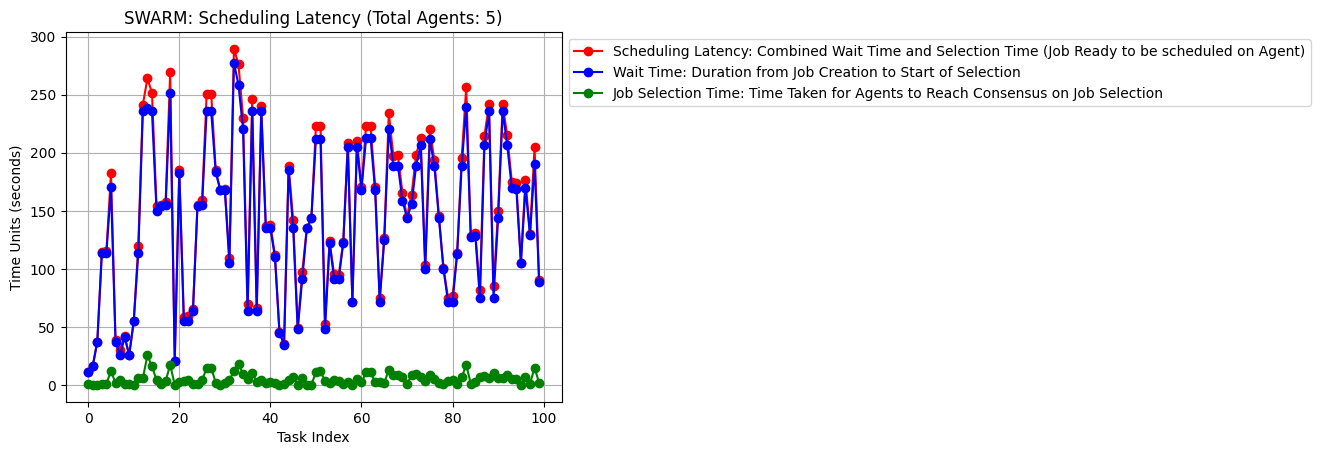 SWARM: Scheduling Latency (Total Agents: 5)
300
250
200
150
100
50
0
Time Units (seconds)
0 20 40 60 80 100
Task Index
Scheduling Latency: Combined Wait Time and Selection Time (Job Ready to be scheduled on Agent)
Wait Time: Duration from Job Creation to Start of Selection
Job Selection Time: Time Taken for Agents to Reach Consensus on Job Selection